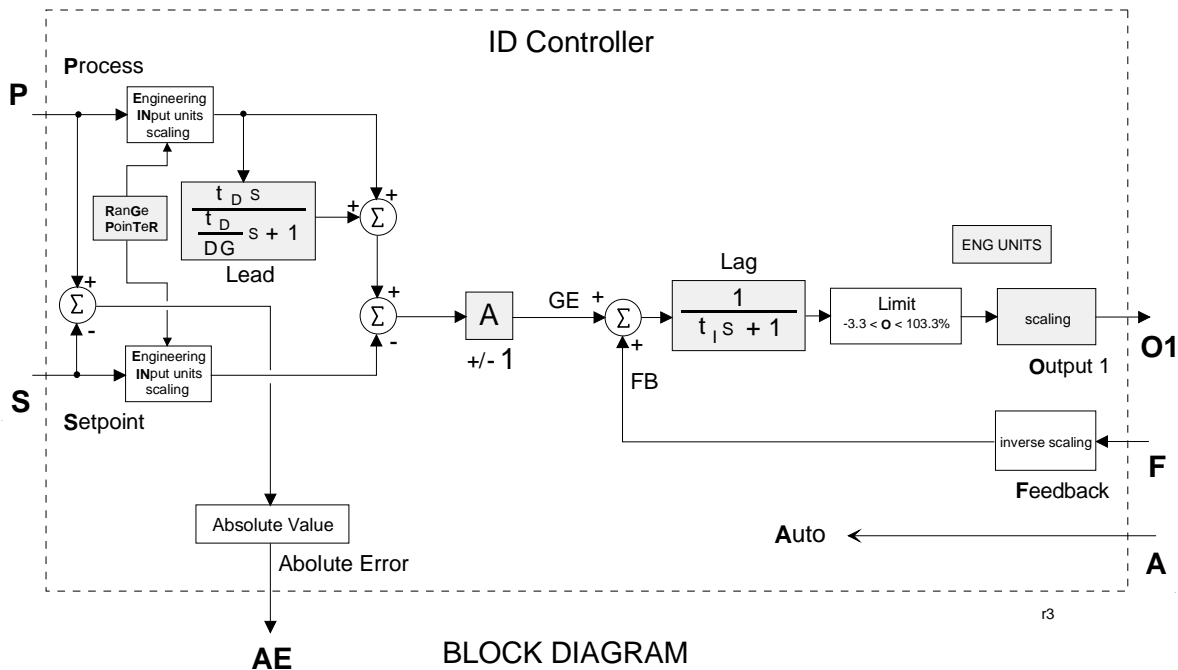 ID Controller
Process
P
Engineering
INput units
scaling
RanGe
PoinTeR
t D s
t D
DG
s + 1
Lead
+
+
Σ
+
-
Σ
+
-
Σ
A
+/- 1
GE
+
+
Σ
FB
Lag
1
t I s + 1
Limit
-3.3 < O < 103.3%
ENG UNITS
scaling
Output 1
O1
Engineering
INput units
scaling
S
Setpoint
inverse scaling
F
Feedback
Absolute Value
Abolute Error
Auto
A
r3
AE
BLOCK DIAGRAM